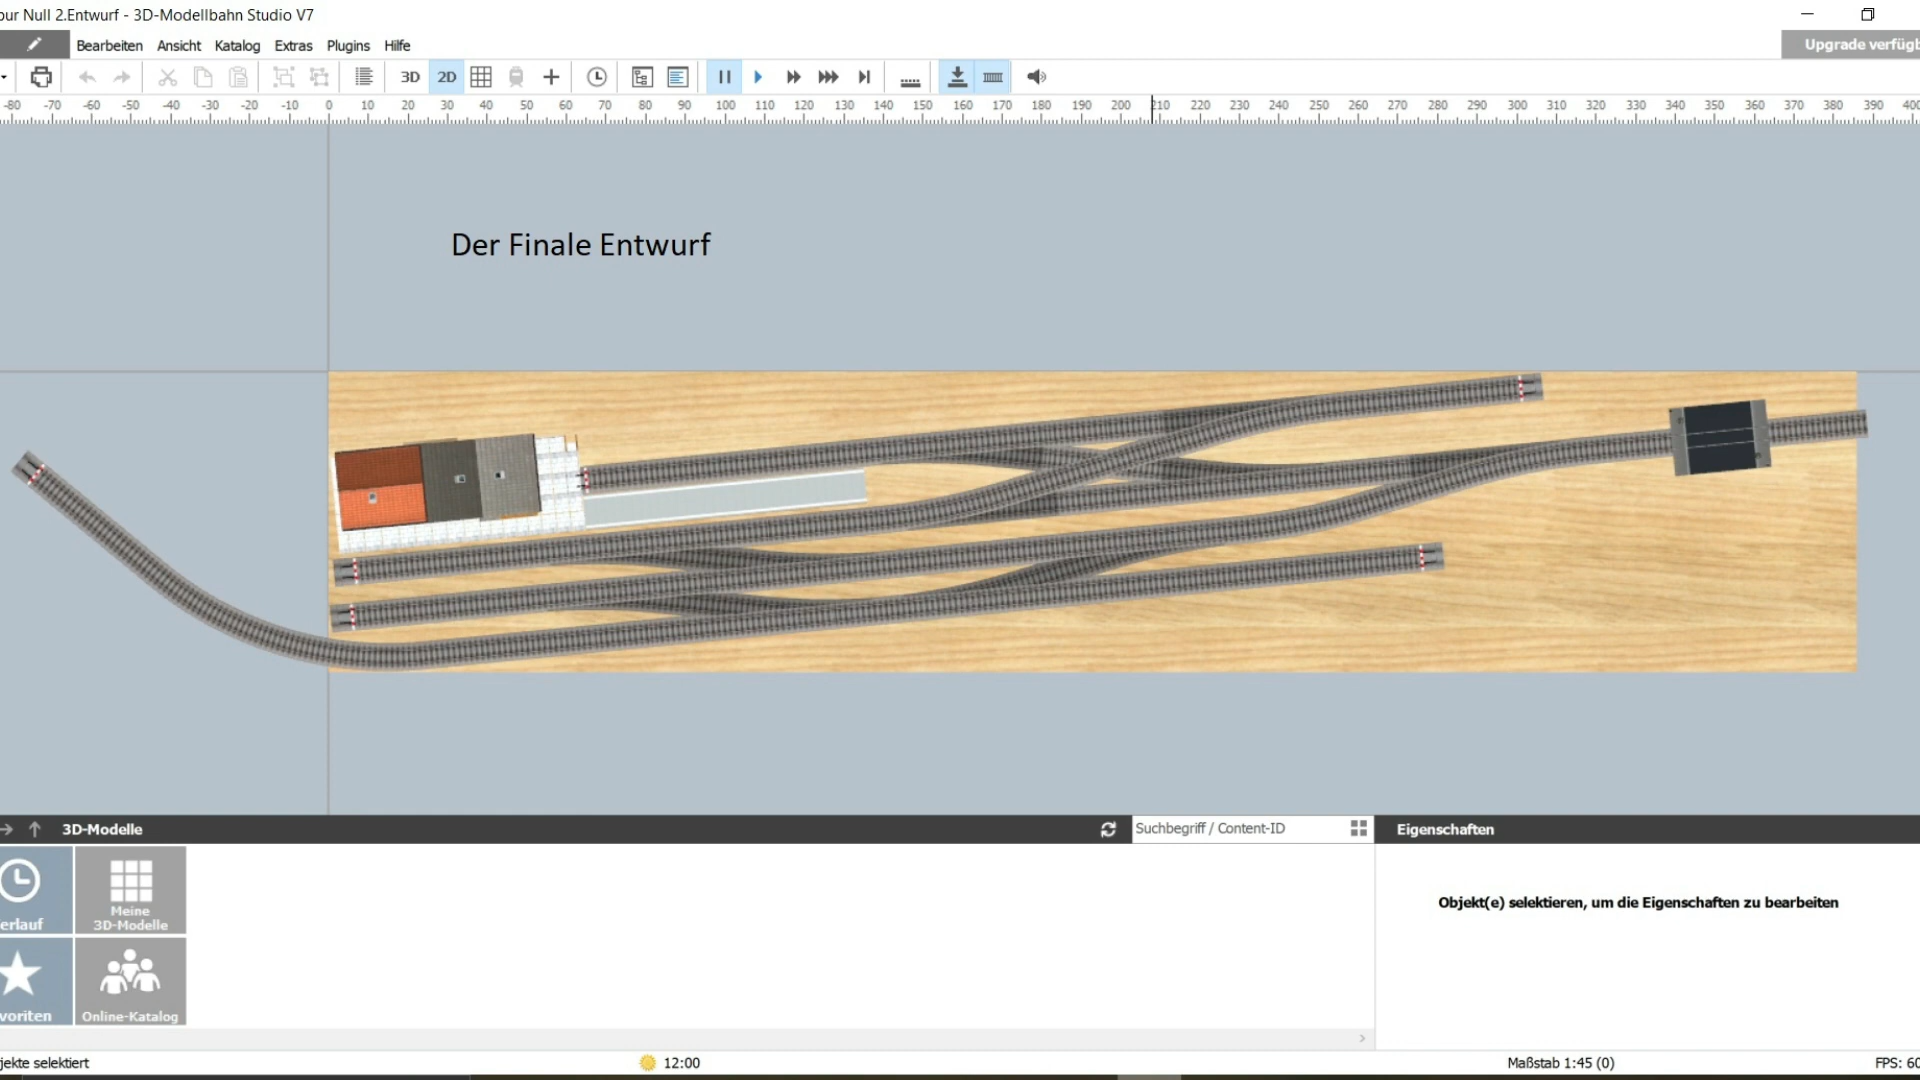 our Null 2.Entwurf - 3D-Modellbahn Studio V7
Bearbeiten Ansicht Katalog Extras Plugins Hilfe
Upgrade verfügb
3D 2D
-80 -70 -60 -50 -40 -30 -20 -10 0 10 20 30 40 50 60 70 80 90 100 110 120 130 140 150 160 170 180 190 200 210 220 230 240 250 260 270 280 290 300 310 320 330 340 350 360 370 380 390 400
Der Finale Entwurf
3D-Modelle
Suchbegriff / Content-ID
Eigenschaften
erlauf
Meine
3D-Modelle
Objekt(e) selektieren, um die Eigenschaften zu bearbeiten
voriten
Online-Katalog
jekte selektiert
12:00
Maßstab 1:45 (0)
FPS: 60